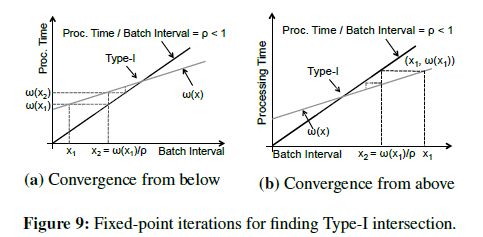 Proc. Time / Batch Interval = ρ < 1
Proc. Time
Type-I
ω(x₂)
ω(x₁)
ω(x)
x₁
x₂ = ω(x₁)/ρ
Batch Interval
(a) Convergence from below
Proc. Time / Batch Interval = ρ < 1
Processing Time
(x₁, ω(x₁))
Type-I
ω(x)
Batch Interval
x₂ = ω(x₁)/ρ
x₁
(b) Convergence from above
Figure 9: Fixed-point iterations for finding Type-I intersection.